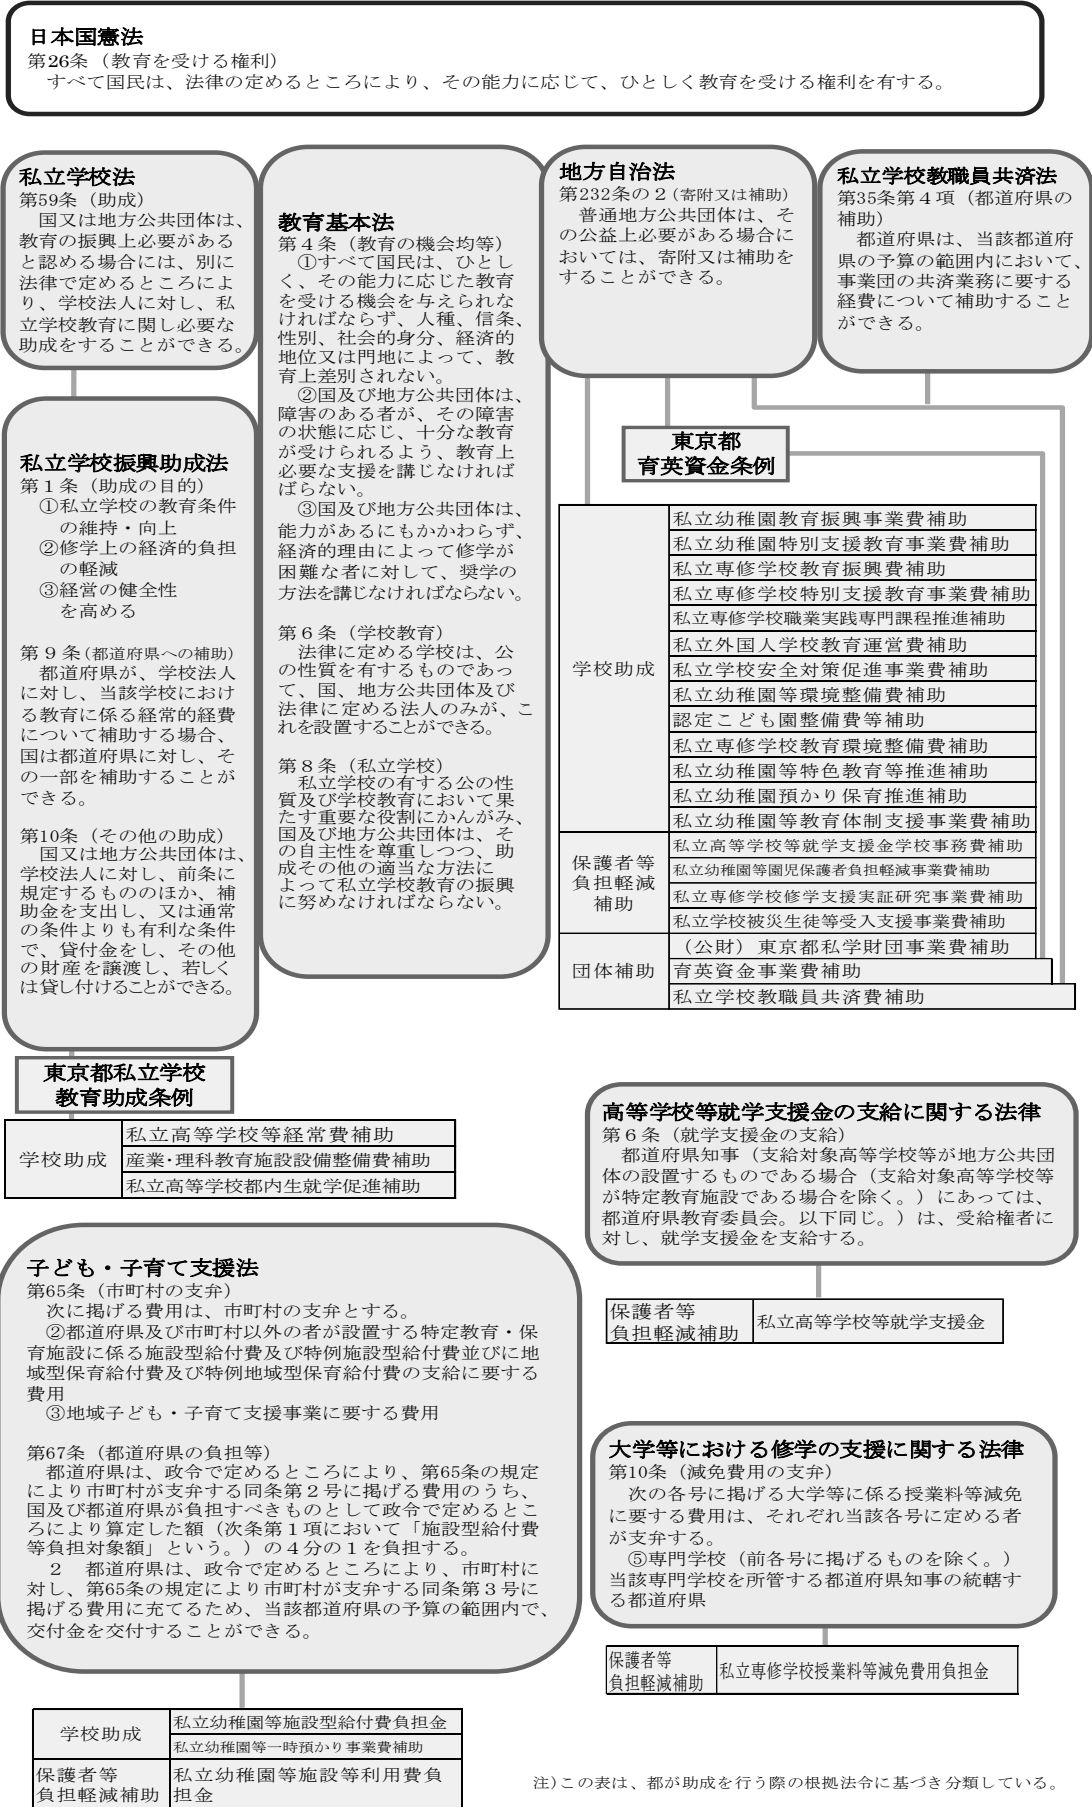 日本国憲法
第26条（教育を受ける権利）
　すべて国民は、法律の定めるところにより、その能力に応じて、ひとしく教育を受ける権利を有する。
私立学校法
第59条（助成）
　国又は地方公共団体は、
教育の振興上必要がある
と認める場合には、別に
法律で定めるところによ
り、学校法人に対し、私
立学校教育に関し必要な
助成をすることができる。
私立学校振興助成法
第１条（助成の目的）
　①私立学校の教育条件
　　の維持・向上
　②修学上の経済的負担
　　の軽減
　③経営の健全性
　　を高める
第９条（都道府県への補助）
　都道府県が、学校法人
に対し、当該学校におけ
る教育に係る経常的経費
について補助する場合、
国は都道府県に対し、そ
の一部を補助することが
できる。
第10条（その他の助成）
　国又は地方公共団体は、
学校法人に対し、前条に
規定するもののほか、補
助金を支出し、又は通常
の条件よりも有利な条件
で、貸付金をし、その他
の財産を譲渡し、若しく
は貸し付けることができる。
教育基本法
第４条（教育の機会均等）
　①すべて国民は、ひとし
く、その能力に応じた教育
を受ける機会を与えられな
ければならず、人種、信条、
性別、社会的身分、経済的
地位又は門地によって、教
育上差別されない。
　②国及び地方公共団体は、
障害のある者が、その障害
の状態に応じ、十分な教育
が受けられるよう、教育上
必要な支援を講じなければ
ばらない。
　③国及び地方公共団体は、
能力があるにもかかわらず、
経済的理由によって修学が
困難な者に対して、奨学の
方法を講じなければならない。
第６条（学校教育）
　法律に定める学校は、公
の性質を有するものであっ
て、国、地方公共団体及び
法律に定める法人のみが、こ
れを設置することができる。
第８条（私立学校）
　私立学校の有する公の性
質及び学校教育において果
たす重要な役割にかんがみ、
国及び地方公共団体は、そ
の自主性を尊重しつつ、助
成その他の適当な方法に
よって私立学校教育の振興
に努めなければならない。
地方自治法
第232条の２（寄附又は補助）
　普通地方公共団体は、そ
の公益上必要がある場合に
おいては、寄附又は補助を
することができる。
私立学校教職員共済法
第35条第４項（都道府県の
補助）
　都道府県は、当該都道府
県の予算の範囲内において、
事業団の共済業務に要する
経費について補助すること
ができる。
東京都
育英資金条例
学校助成
私立幼稚園教育振興事業費補助
私立幼稚園特別支援教育事業費補助
私立専修学校教育振興費補助
私立専修学校特別支援教育事業費補助
私立専修学校職業実践専門課程推進補助
私立外国人学校教育運営費補助
私立学校安全対策促進事業費補助
私立幼稚園等環境整備費補助
認定こども園整備費等補助
私立専修学校教育環境整備費補助
私立幼稚園等特色教育等推進補助
私立幼稚園預かり保育推進補助
私立幼稚園等教育体制支援事業費補助
保護者等
負担軽減
補助
私立高等学校等就学支援金学校事務費補助
私立幼稚園等園児保護者負担軽減事業費補助
私立専修学校修学支援実証研究事業費補助
私立学校被災生徒等受入支援事業費補助
団体補助
（公財）東京都私学財団事業費補助
育英資金事業費補助
私立学校教職員共済費補助
東京都私立学校
教育助成条例
学校助成
私立高等学校等経常費補助
産業・理科教育施設設備整備費補助
私立高等学校都内生就学促進補助
高等学校等就学支援金の支給に関する法律
第６条（就学支援金の支給）
　都道府県知事（支給対象高等学校等が地方公共団
体の設置するものである場合（支給対象高等学校等
が特定教育施設である場合を除く。）にあっては、
都道府県教育委員会。以下同じ。）は、受給権者に
対し、就学支援金を支給する。
保護者等
負担軽減補助
私立高等学校等就学支援金
子ども・子育て支援法
第65条（市町村の支弁）
　次に掲げる費用は、市町村の支弁とする。
　②都道府県及び市町村以外の者が設置する特定教育・保
育施設に係る施設型給付費及び特例施設型給付費並びに地
域型保育給付費及び特例地域型保育給付費の支給に要する
費用
　③地域子ども・子育て支援事業に要する費用
第67条（都道府県の負担等）
　都道府県は、政令で定めるところにより、第65条の規定
により市町村が支弁する同条第２号に掲げる費用のうち、
国及び都道府県が負担すべきものとして政令で定めるとこ
ろにより算定した額（次条第１項において「施設型給付費
等負担対象額」という。）の４分の１を負担する。
　２　都道府県は、政令で定めるところにより、市町村に
対し、第65条の規定により市町村が支弁する同条第３号に
掲げる費用に充てるため、当該都道府県の予算の範囲内で、
交付金を交付することができる。
学校助成
私立幼稚園等施設型給付費負担金
私立幼稚園等一時預かり事業費補助
保護者等
負担軽減補助
私立幼稚園等施設等利用費負
担金
大学等における修学の支援に関する法律
第10条（減免費用の支弁）
　次の各号に掲げる大学等に係る授業料等減免
に要する費用は、それぞれ当該各号に定める者
が支弁する。
　⑤専門学校（前各号に掲げるものを除く。）
当該専門学校を所管する都道府県知事の統轄す
る都道府県
保護者等
負担軽減補助
私立専修学校授業料等減免費用負担金
注）この表は、都が助成を行う際の根拠法令に基づき分類している。